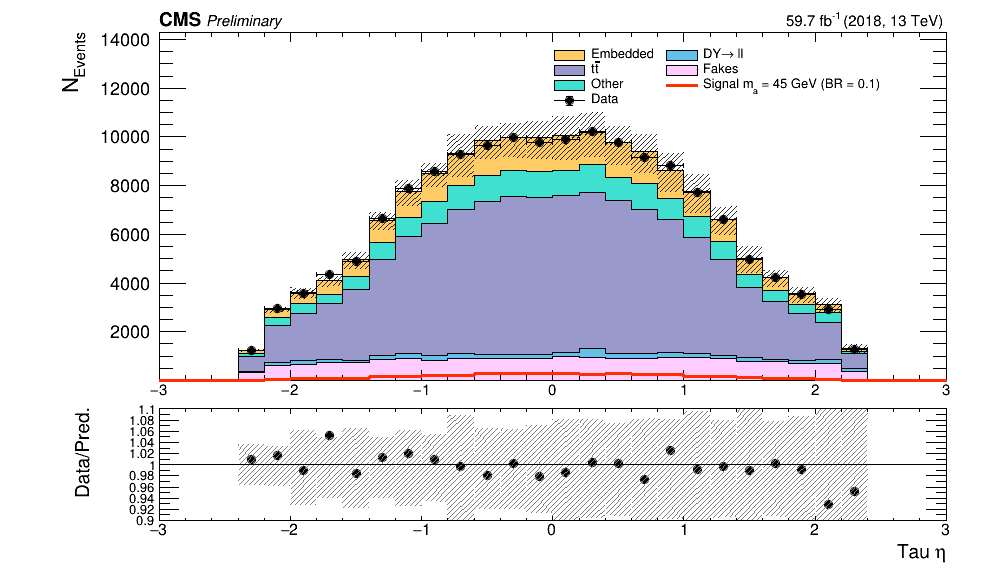 CMS Preliminary 59.7 fb⁻¹ (2018, 13 TeV)
N_Events
14000
12000
10000
8000
6000
4000
2000
Embedded DY→ ll
tt̄ Fakes
Other Signal m_a = 45 GeV (BR = 0.1)
Data
−3 −2 −1 0 1 2 3
Data/Pred.
1.1
1.08
1.06
1.04
1.02
1
0.98
0.96
0.94
0.92
0.9
−3 −2 −1 0 1 2 3
Tau η